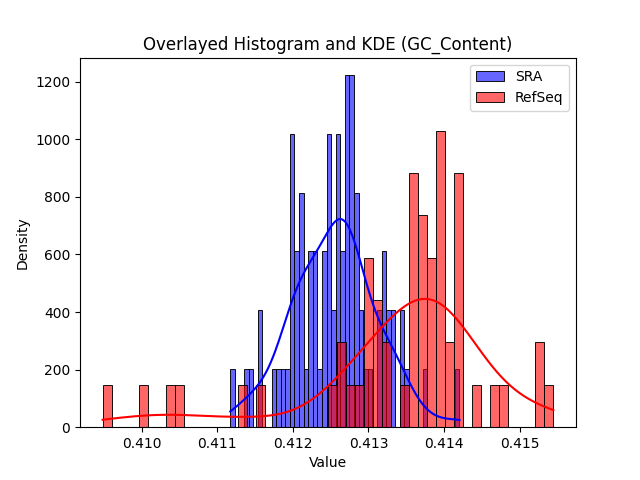 Overlayed Histogram and KDE (GC_Content)
SRA
RefSeq
1200
1000
800
600
400
200
0
Density
0.410 0.411 0.412 0.413 0.414 0.415
Value